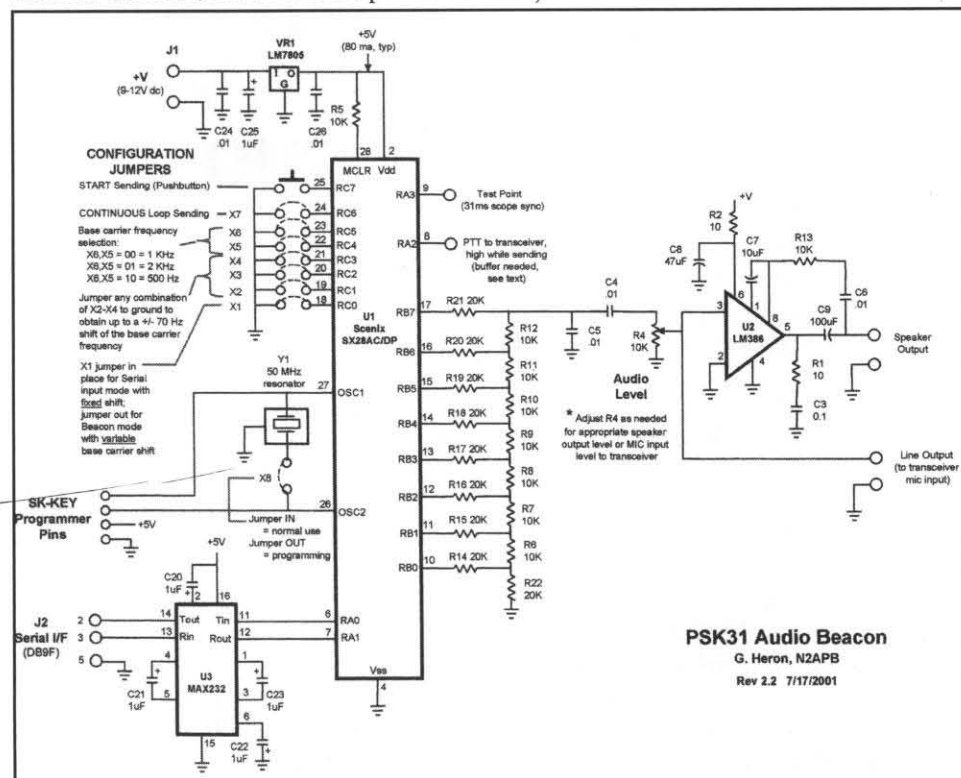 J1
+V
(9-12V dc)
VR1
LM7805
I O
G
+5V
(80 ma, typ)
C24
.01
C25
1uF
+
C26
.01
R5
10K
28
2
MCLR Vdd
CONFIGURATION
JUMPERS
START Sending (Pushbutton)
25
RC7
CONTINUOUS Loop Sending
X7
24
RC6
Base carrier frequency
selection:
X6,X5 = 00 = 1 KHz
X6,X5 = 01 = 2 KHz
X6,X5 = 10 = 500 Hz
X6
23
RC5
X5
22
RC4
X4
21
RC3
X3
20
RC2
X2
19
RC1
X1
18
RC0
Jumper any combination
of X2-X4 to ground to
obtain up to a +/- 70 Hz
shift of the base carrier
frequency
X1 jumper in
place for Serial
input mode with
fixed shift;
jumper out for
Beacon mode
with variable
base carrier shift
Y1
50 MHz
resonator
27
OSC1
X8
26
OSC2
Jumper IN
= normal use
Jumper OUT
= programming
SK-KEY
Programmer
Pins
+5V
U1
Scenix
SX28AC/DP
RA3
9
Test Point
(31ms scope sync)
RA2
8
PTT to transceiver,
high while sending
(buffer needed,
see text)
RB7
17
R21 20K
RB6
16
R20 20K
RB5
15
R19 20K
RB4
14
R18 20K
RB3
13
R17 20K
RB2
12
R16 20K
RB1
11
R15 20K
RB0
10
R14 20K
R12
10K
R11
10K
R10
10K
R9
10K
R8
10K
R7
10K
R6
10K
R22
20K
C5
.01
C4
.01
R4
10K
Audio
Level
* Adjust R4 as needed
for appropriate speaker
output level or MIC input
level to transceiver
+V
R2
10
C8
47uF
+
C7
10uF
R13
10K
C6
.01
C9
100uF
+
3
2
6
1
8
5
4
U2
LM386
R1
10
C3
0.1
Speaker
Output
Line Output
(to transceiver
mic input)
+5V
C20
1uF
+
2
16
J2
Serial I/F
(DB9F)
2
3
5
14
Tout
Tin
11
6
RA0
13
Rin
Rout
12
7
RA1
4
5
1
3
6
15
U3
MAX232
C21
1uF
+
C23
1uF
+
C22
1uF
+
Vss
4
PSK31 Audio Beacon
G. Heron, N2APB
Rev 2.2 7/17/2001